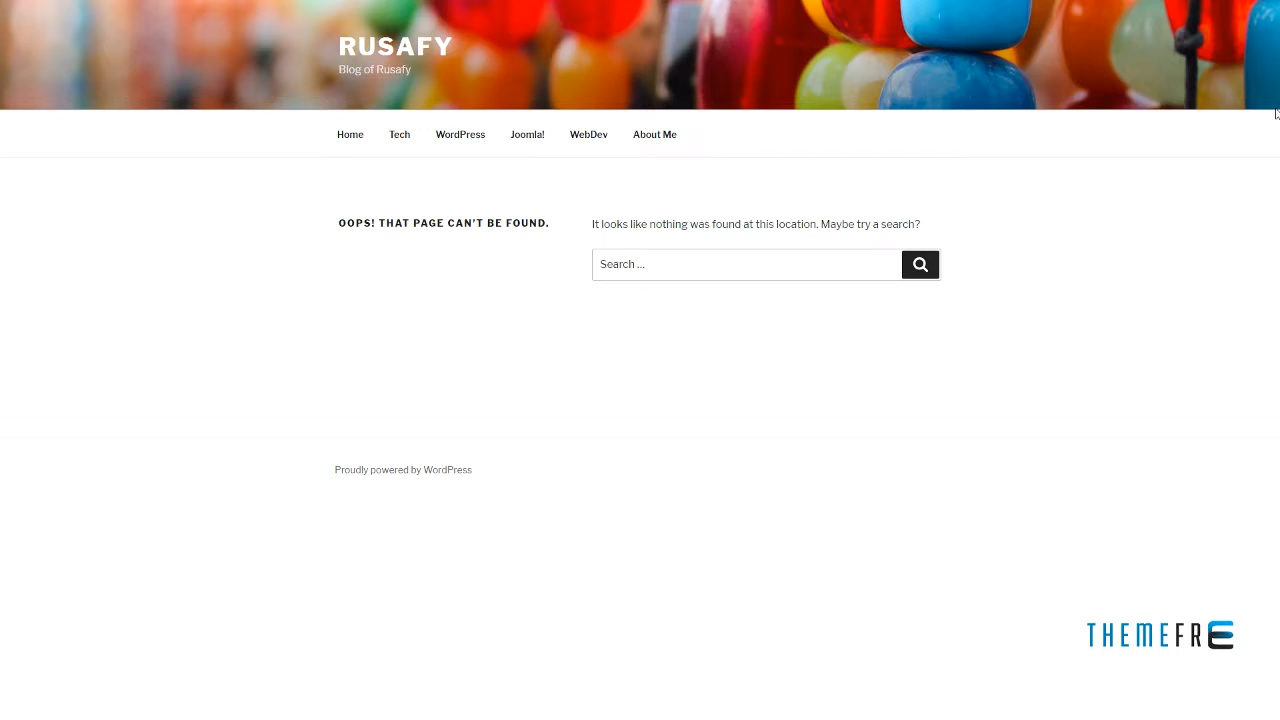 RUSAFY
Blog of Rusafy
Home Tech WordPress Joomla! WebDev About Me
OOPS! THAT PAGE CAN’T BE FOUND.
It looks like nothing was found at this location. Maybe try a search?
Search …
Proudly powered by WordPress
THEMEFRE